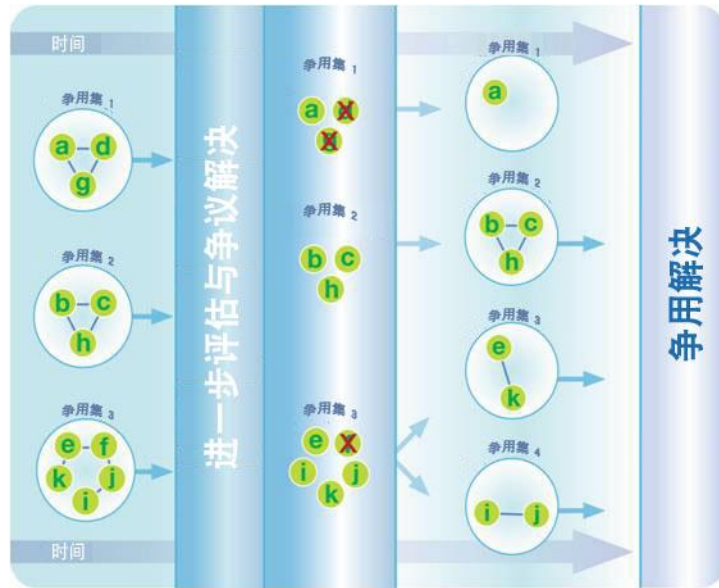 时间
争用集 1
a d
g
争用集 2
b c
h
争用集 3
e f
k j
i
时间
进一步评估与争议解决
争用集 1
a
争用集 2
b c
h
争用集 3
e
i j
k
争用集 1
a
争用集 2
b c
h
争用集 3
e
k
争用集 4
i j
争用解决